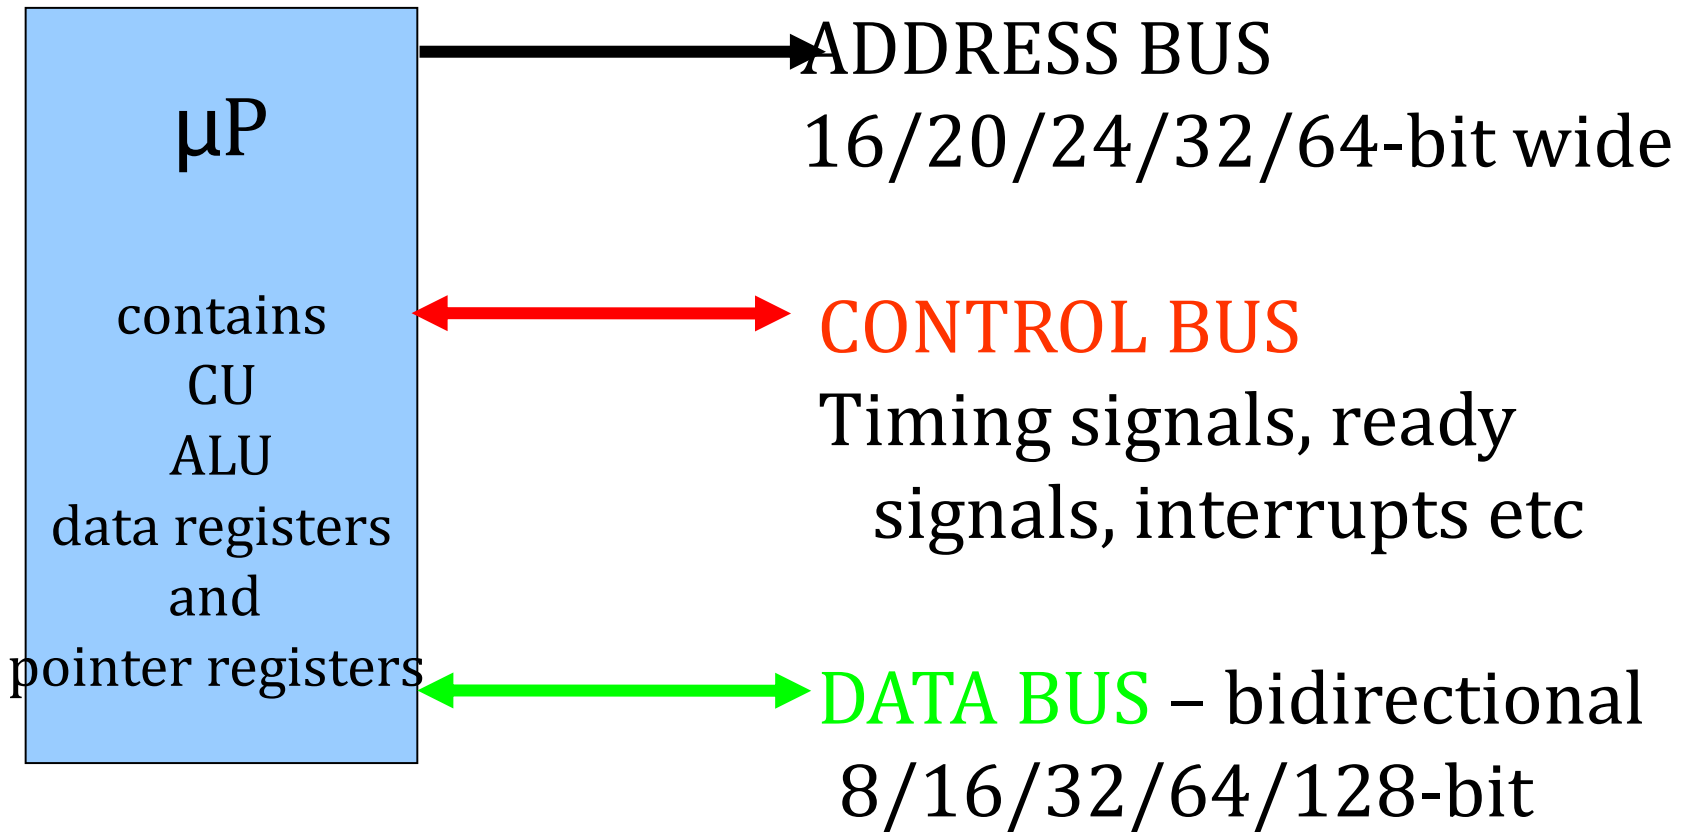 µP
contains
CU
ALU
data registers
and
pointer registers
ADDRESS BUS
16/20/24/32/64-bit wide
CONTROL BUS
Timing signals, ready
signals, interrupts etc
DATA BUS – bidirectional
8/16/32/64/128-bit